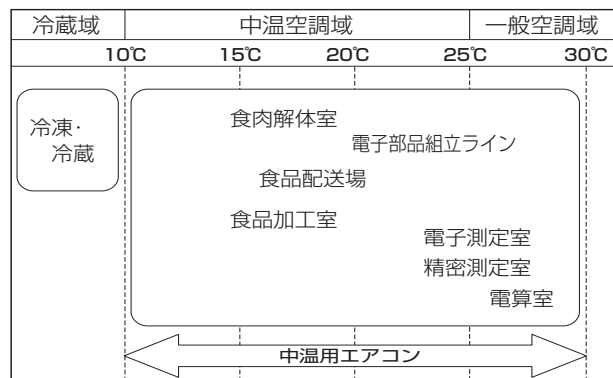 冷蔵域 中温空調域 一般空調域
10℃ 15℃ 20℃ 25℃ 30℃
冷凍・
冷蔵
食肉解体室
電子部品組立ライン
食品配送場
食品加工室
電子測定室
精密測定室
電算室
中温用エアコン